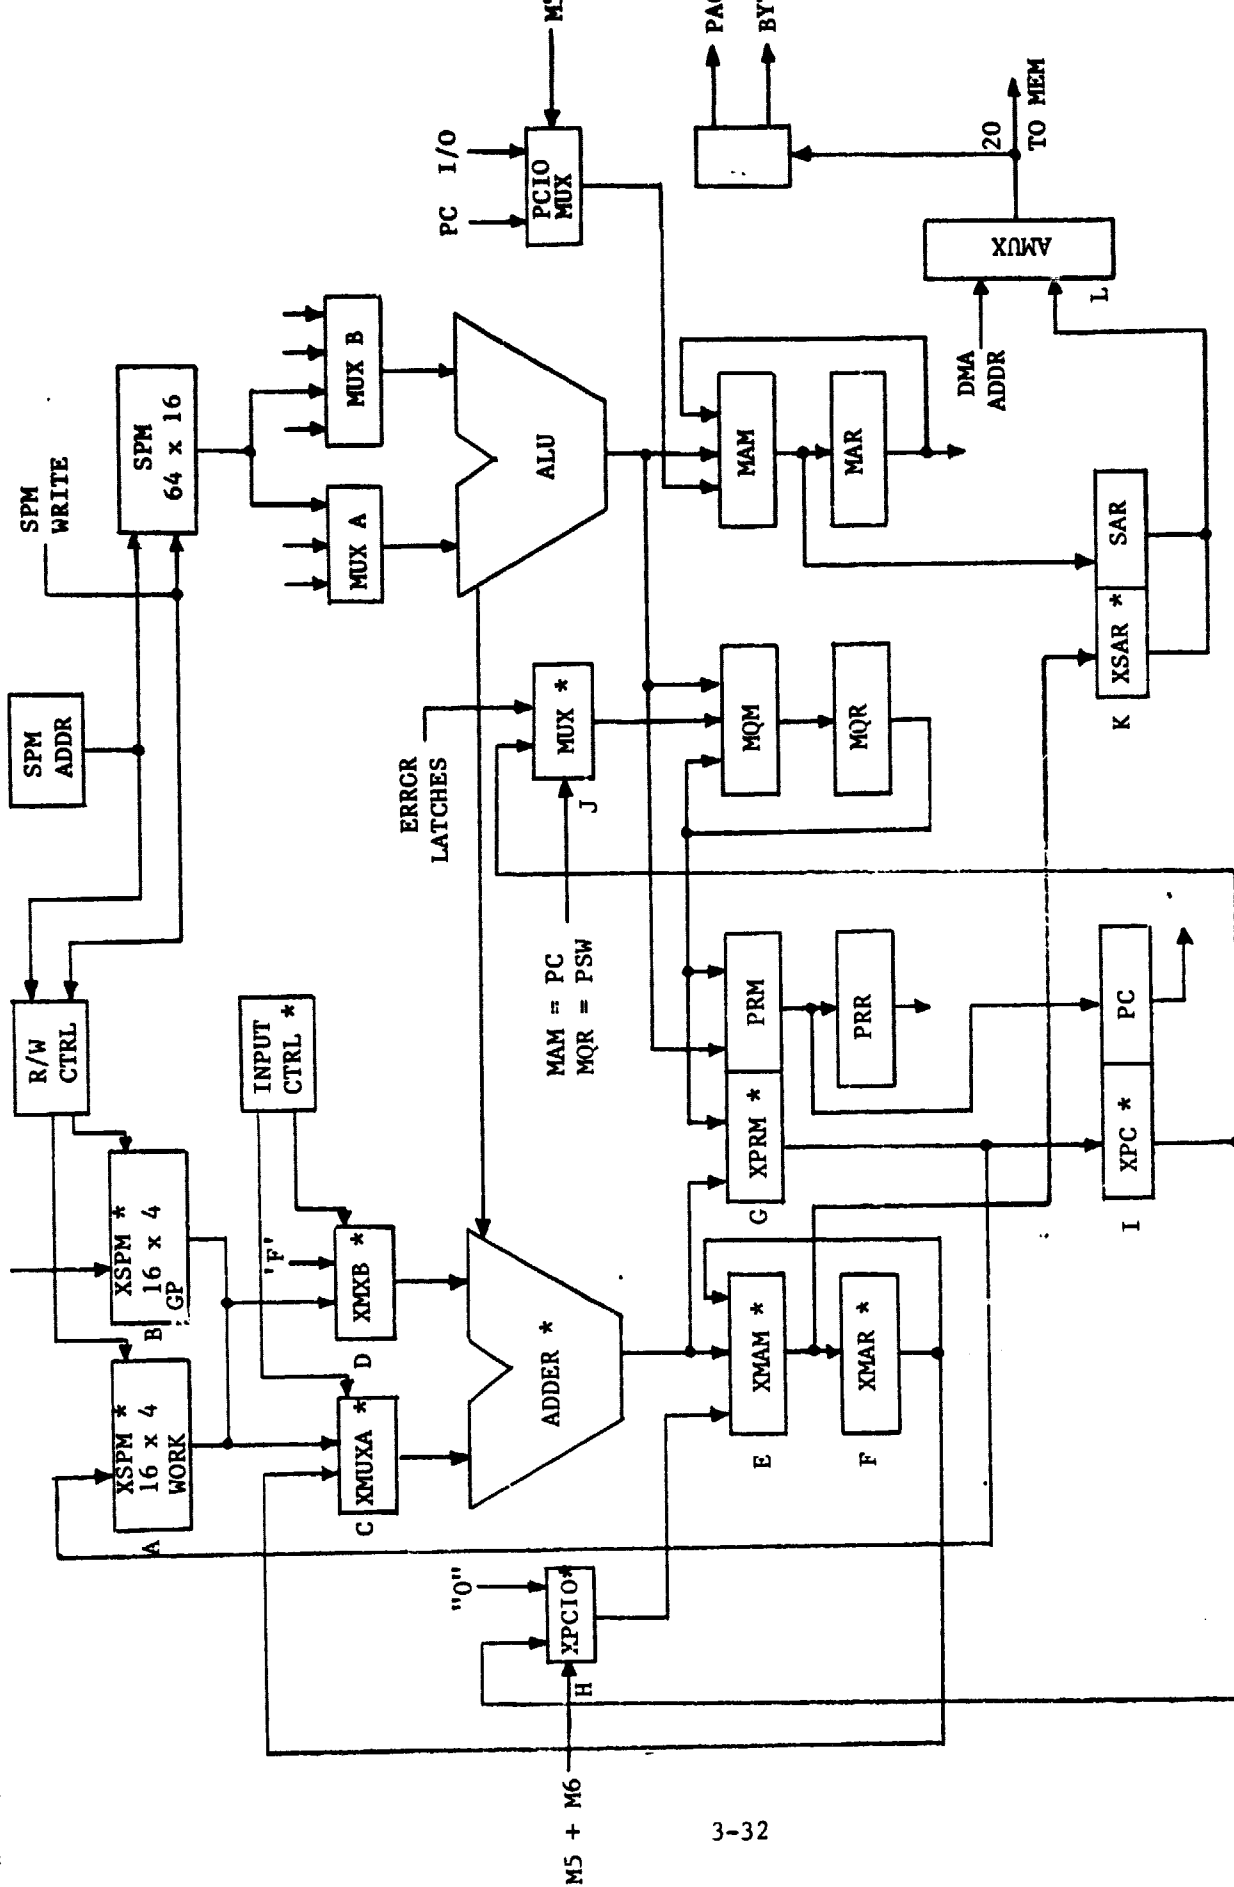 SPM
ADDR
SPM
WRITE
SPM
64 x 16
R/W
CTRL
XSPM *
16 x 4
GP
B
XSPM *
16 x 4
WORK
A
INPUT
CTRL *
MUX A
MUX B
'F'
XMXB *
D
XMUXA *
C
PC
I/O
PCIO
MUX
ALU
ADDER *
ERROR
LATCHES
MUX *
J
MAM = PC
MQR = PSW
"0"
XPCIO*
H
M5 + M6
MAM
MAR
MQM
MQR
PRM
PRR
XPRM *
G
XMAM *
E
XMAR *
F
DMA
ADDR
AMUX
L
20
TO MEM
SAR
XSAR *
K
PC
XPC *
I
3-32